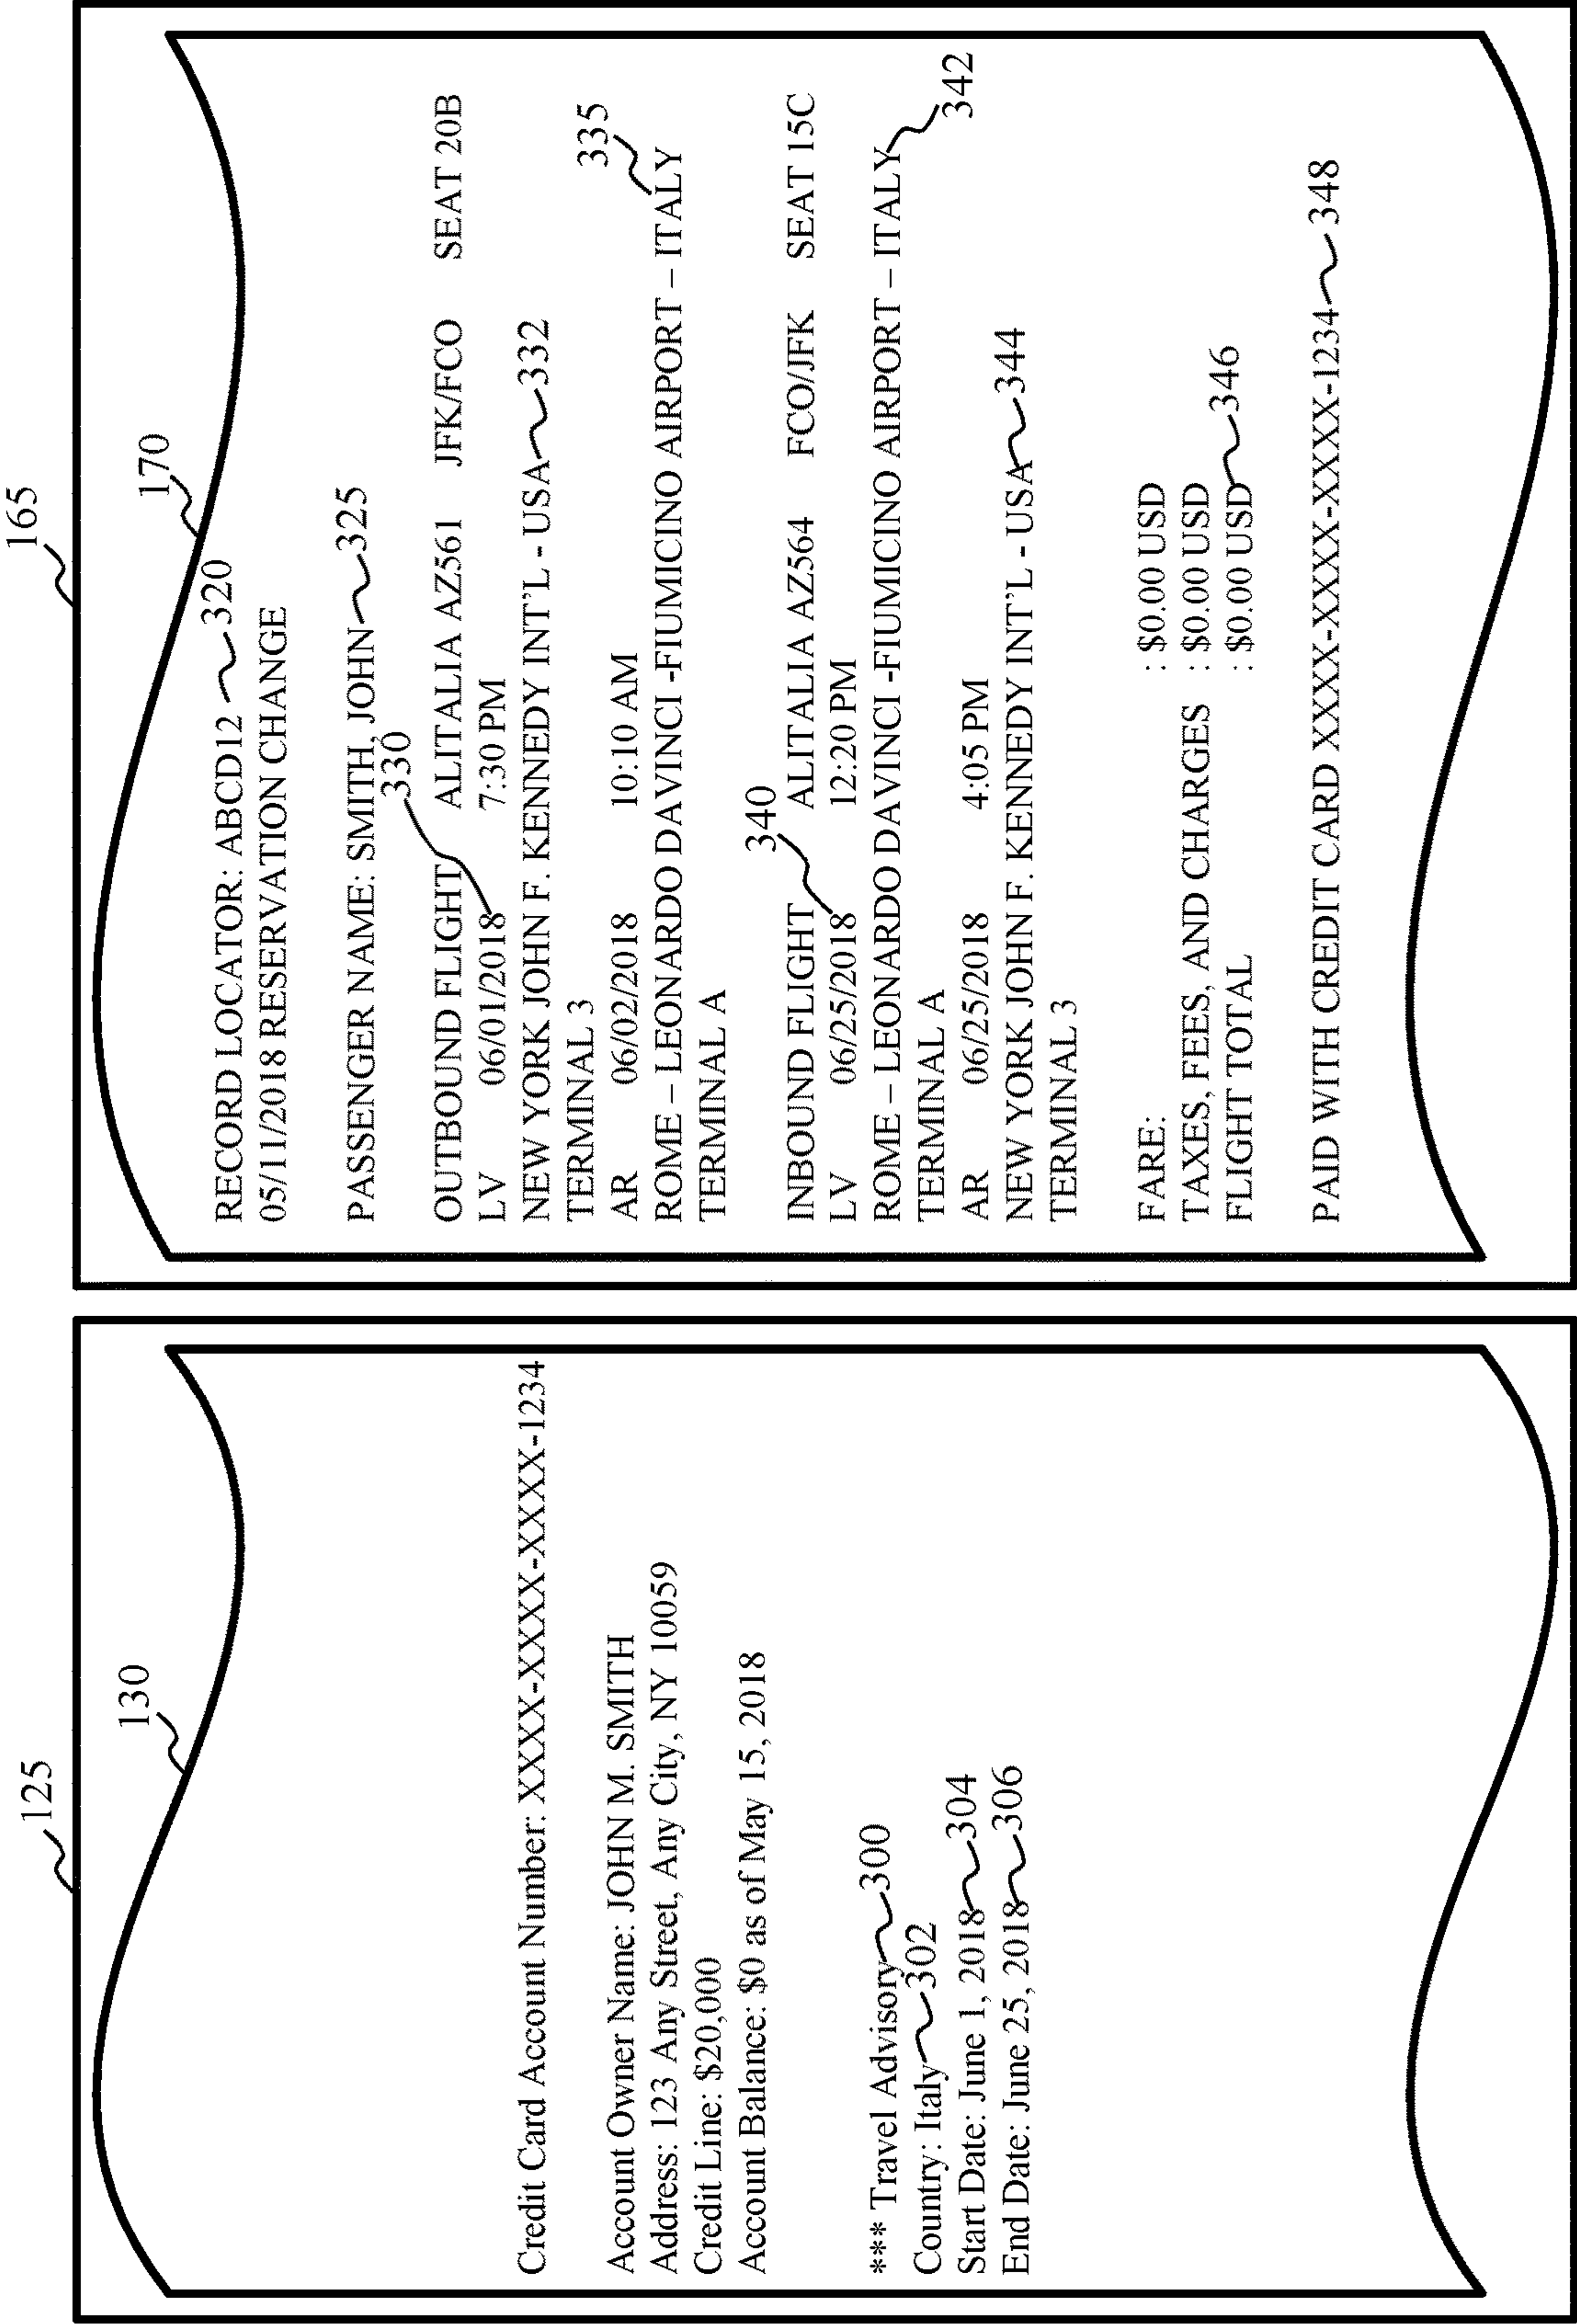 125
130
Credit Card Account Number: XXXX-XXXX-XXXX-XXXX-1234
Account Owner Name: JOHN M. SMITH
Address: 123 Any Street, Any City, NY 10059
Credit Line: $20,000
Account Balance: $0 as of May 15, 2018
*** Travel Advisory 300
Country: Italy 302
Start Date: June 1, 2018 304
End Date: June 25, 2018 306
165
170
RECORD LOCATOR: ABCD12 320
05/11/2018 RESERVATION CHANGE
PASSENGER NAME: SMITH, JOHN 325
330
OUTBOUND FLIGHT ALITALIA AZ561 JFK/FCO SEAT 20B
LV 06/01/2018 7:30 PM
NEW YORK JOHN F. KENNEDY INT'L - USA 332
TERMINAL 3
335
AR 06/02/2018 10:10 AM
ROME – LEONARDO DAVINCI -FIUMICINO AIRPORT – ITALY
TERMINAL A
340
INBOUND FLIGHT ALITALIA AZ564 FCO/JFK SEAT 15C
LV 06/25/2018 12:20 PM
ROME – LEONARDO DAVINCI -FIUMICINO AIRPORT – ITALY
342
TERMINAL A
AR 06/25/2018 4:05 PM
NEW YORK JOHN F. KENNEDY INT'L - USA 344
TERMINAL 3
FARE: : $0.00 USD
TAXES, FEES, AND CHARGES : $0.00 USD
FLIGHT TOTAL : $0.00 USD 346
PAID WITH CREDIT CARD XXXX-XXXX-XXXX-XXXX-1234 348